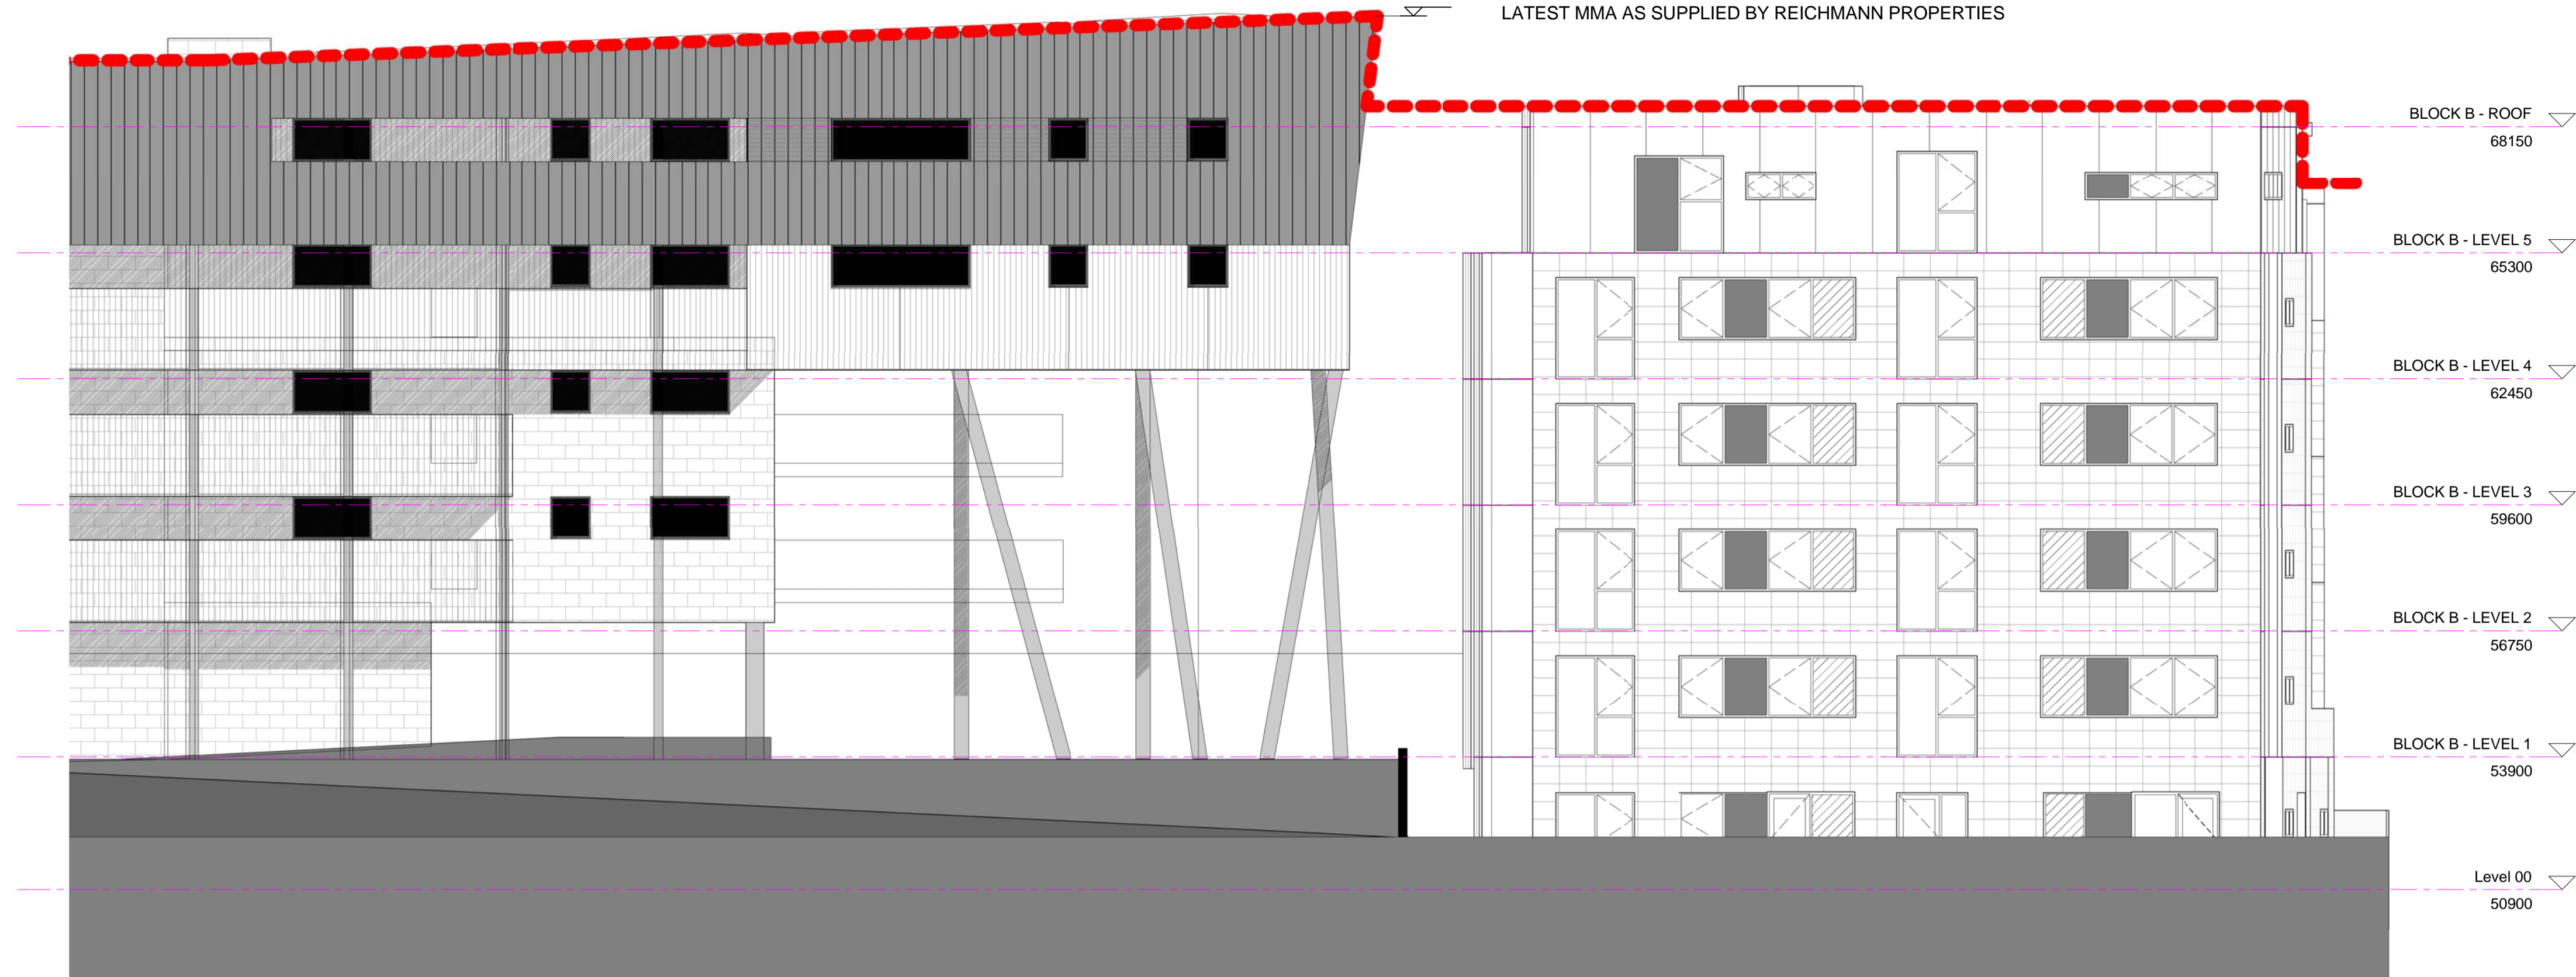 LATEST MMA AS SUPPLIED BY REICHMANN PROPERTIES
BLOCK B - ROOF
68150
BLOCK B - LEVEL 5
65300
BLOCK B - LEVEL 4
62450
BLOCK B - LEVEL 3
59600
BLOCK B - LEVEL 2
56750
BLOCK B - LEVEL 1
53900
Level 00
50900